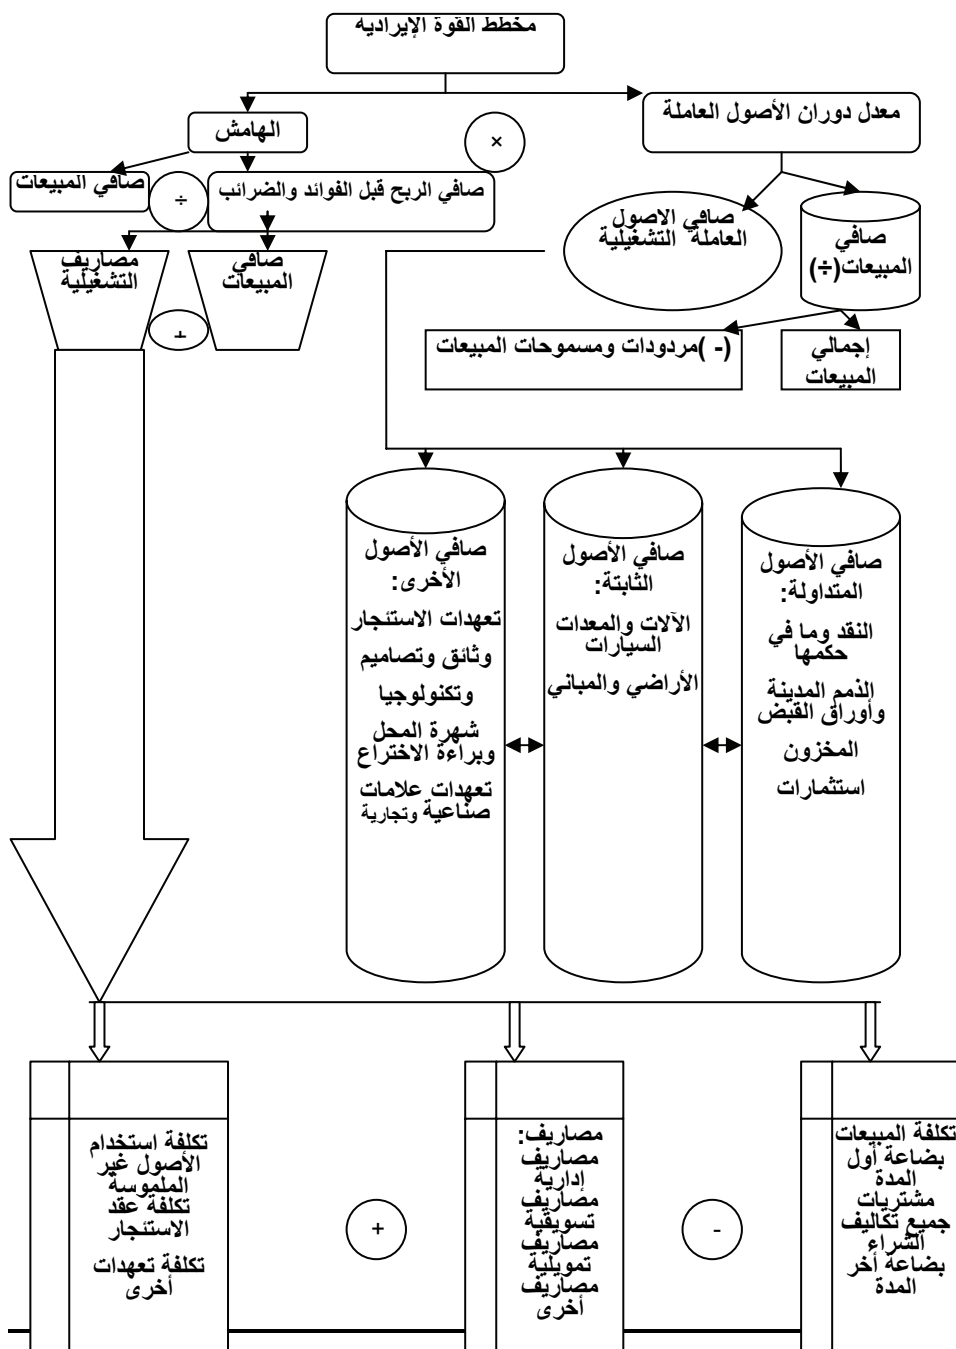 مخطط القوة الإيراديه
معدل دوران الأصول العاملة
الهامش
×
صافي الربح قبل الفوائد والضرائب
÷
صافي المبيعات
صافي الاصول
العاملة التشغيلية
صافي
المبيعات(÷)
صافي
المبيعات
مصاريف
التشغيلية
إجمالي
المبيعات
(- )مردودات ومسموحات المبيعات
صافي الأصول
المتداولة:
النقد وما في
حكمها
الذمم المدينة
وأوراق القبض
المخزون
استثمارات
صافي الأصول
الثابتة:
الآلات والمعدات
السيارات
الأراضي والمباني
صافي الأصول
الأخرى:
تعهدات الاستئجار
وثائق وتصاميم
وتكنولوجيا
شهرة المحل
وبراءة الاختراع
تعهدات علامات
صناعية وتجارية
تكلفة المبيعات
بضاعة أول
المدة
مشتريات
جميع تكاليف
الشراء
بضاعة أخر
المدة
-
مصاريف:
مصاريف
إدارية
مصاريف
تسويقية
مصاريف
تمويلية
مصاريف
أخرى
+
تكلفة استخدام
الأصول غير
الملموسة
تكلفة عقد
الاستئجار
تكلفة تعهدات
أخرى